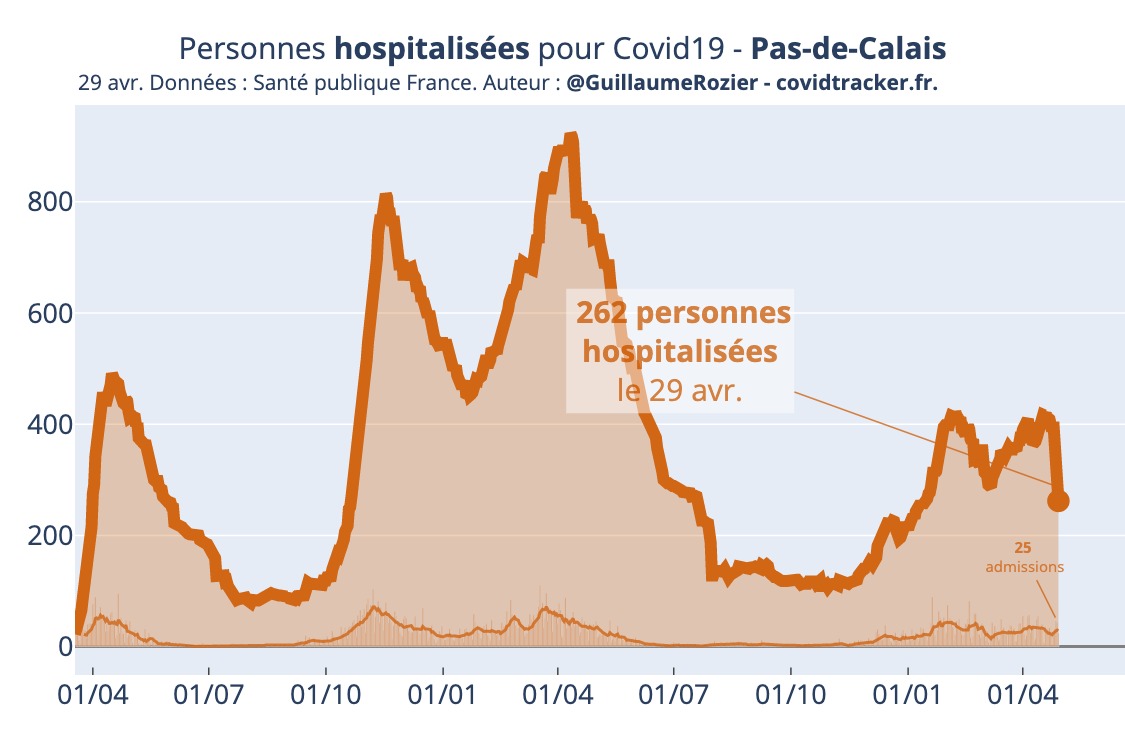 Personnes hospitalisées pour Covid19 - Pas-de-Calais
29 avr. Données : Santé publique France. Auteur : @GuillaumeRozier - covidtracker.fr.
800
600
400
200
0
262 personnes
hospitalisées
le 29 avr.
25
admissions
01/04 01/07 01/10 01/01 01/04 01/07 01/10 01/01 01/04